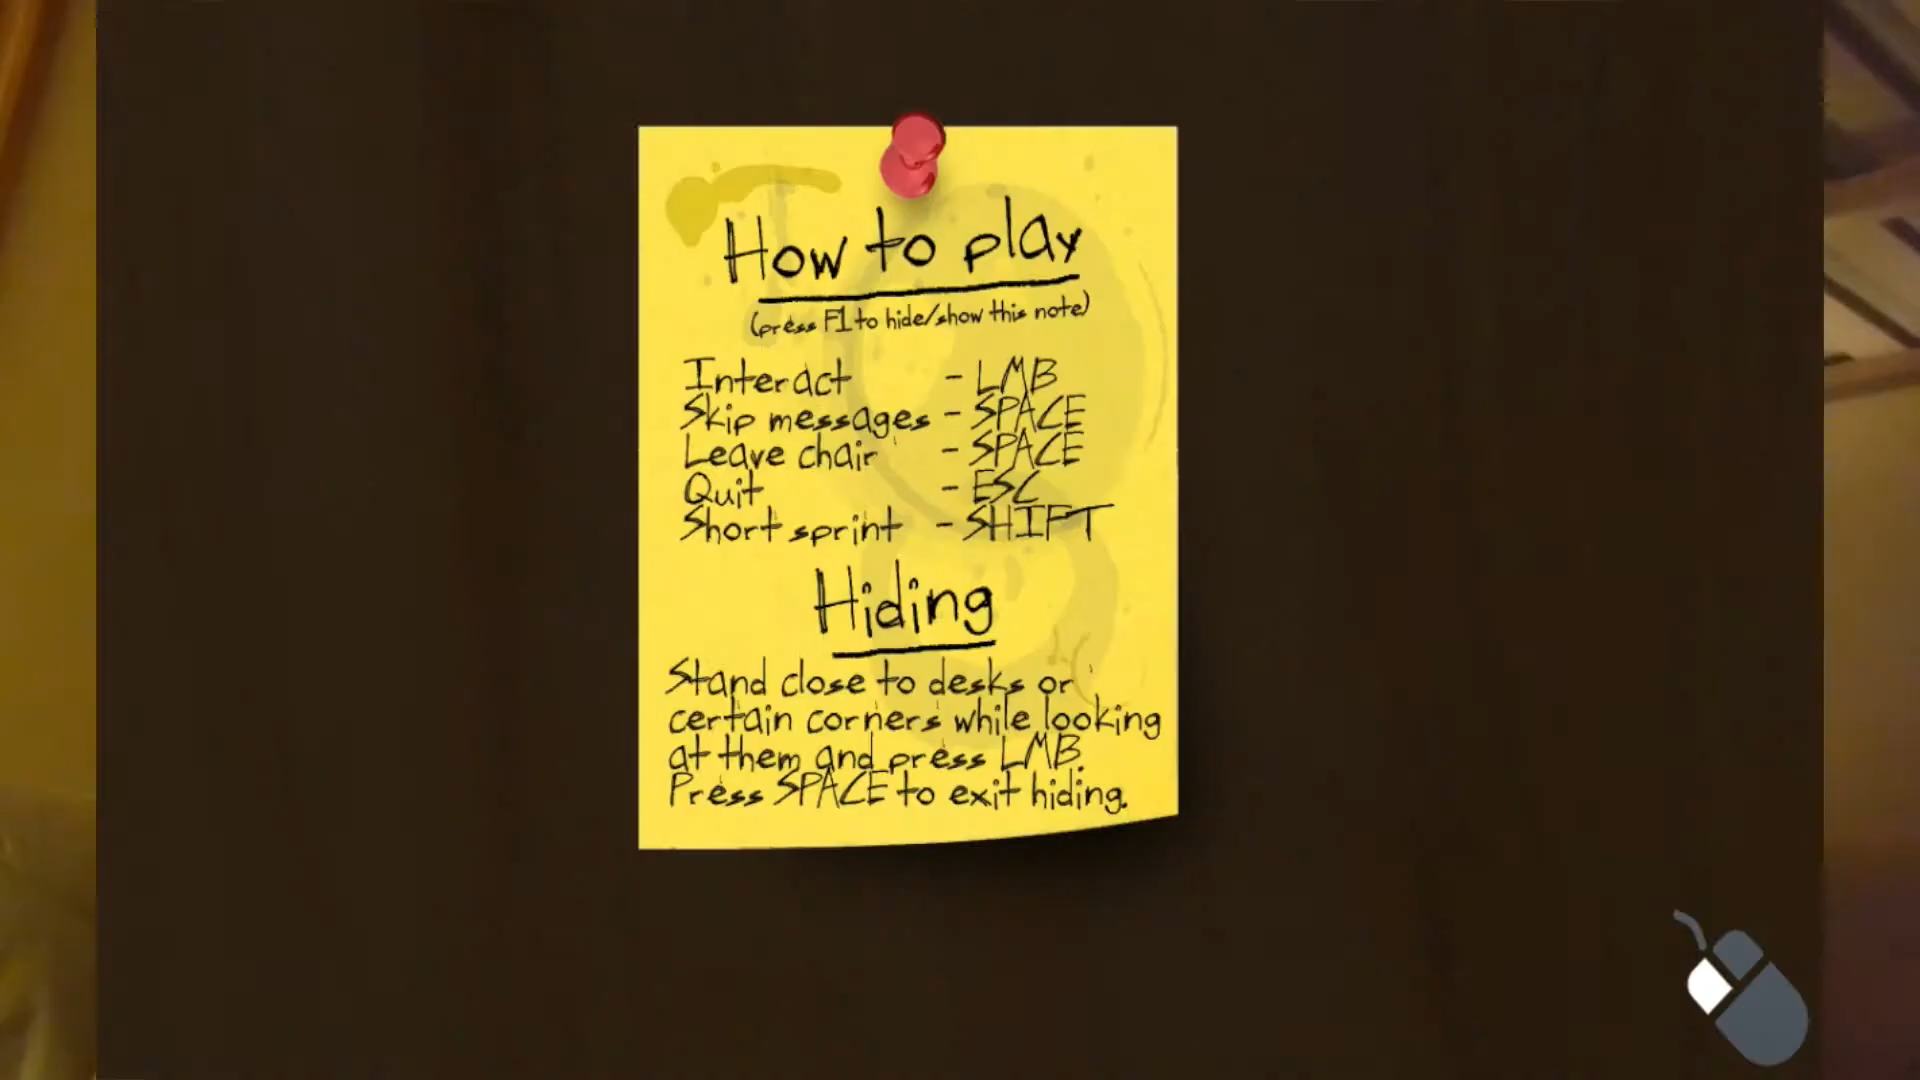 How to play
(press F1 to hide/show this note)
Interact - LMB
Skip messages - SPACE
Leave chair - SPACE
Quit - ESC
Short sprint - SHIFT
Hiding
Stand close to desks or
certain corners while looking
at them and press LMB.
Press SPACE to exit hiding.